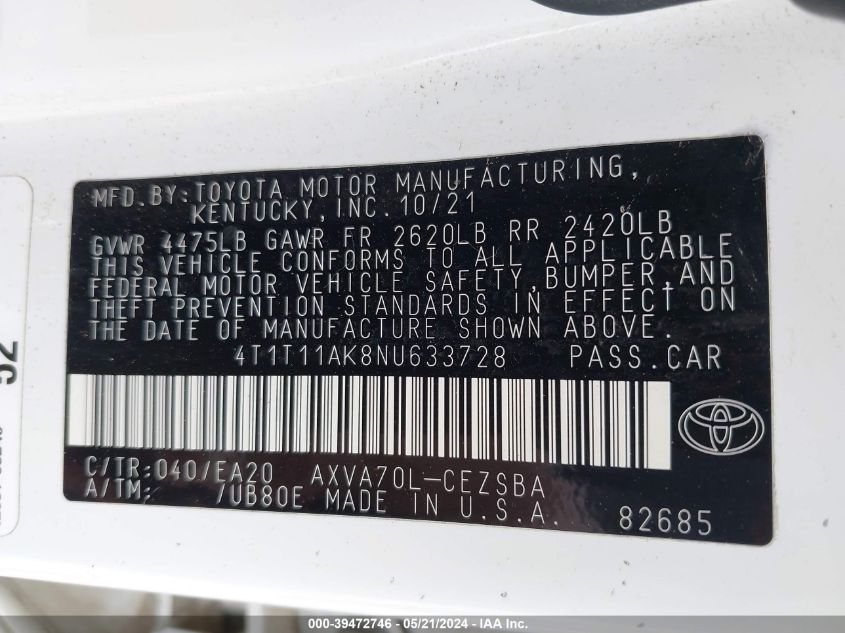 MFD. BY: TOYOTA MOTOR MANUFACTURING,
KENTUCKY, INC. 10/21
GVWR 4475LB GAWR FR 2620LB RR 2420LB
THIS VEHICLE CONFORMS TO ALL APPLICABLE
FEDERAL MOTOR VEHICLE SAFETY, BUMPER, AND
THEFT PREVENTION STANDARDS IN EFFECT ON
THE DATE OF MANUFACTURE SHOWN ABOVE.
4T1T11AK8NU633728 PASS. CAR
C/TR: 040/EA20 AXVA70L-CEZSBA
A/TM: /UB80E MADE IN U.S.A.
82685
52
000-39472746 - 05/21/2024 - IAA Inc.